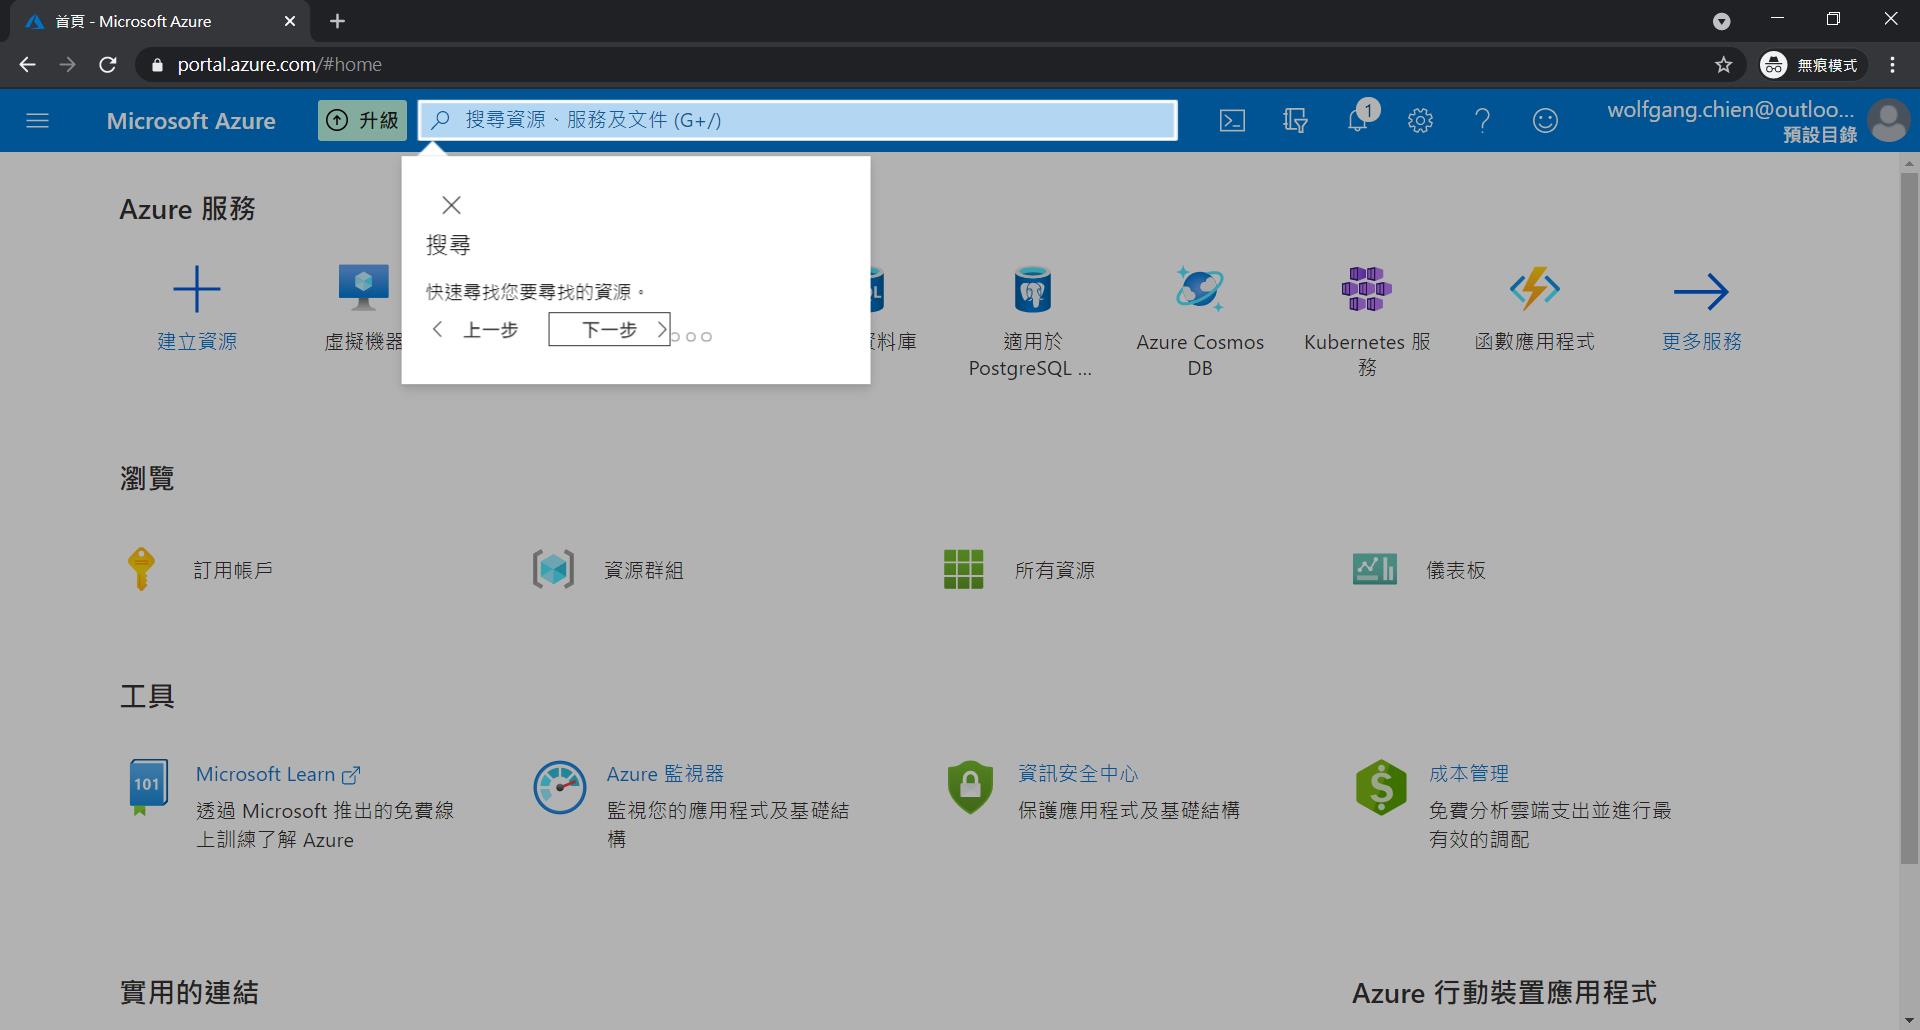 首頁 - Microsoft Azure
portal.azure.com/#home
無痕模式
Microsoft Azure
升級
搜尋資源、服務及文件 (G+/)
1
wolfgang.chien@outloo...
預設目錄
搜尋
快速尋找您要尋找的資源。
上一步
下一步
Azure 服務
建立資源
虛擬機器
資料庫
適用於
PostgreSQL ...
Azure Cosmos
DB
Kubernetes 服
務
函數應用程式
更多服務
瀏覽
訂用帳戶
資源群組
所有資源
儀表板
工具
101
Microsoft Learn
透過 Microsoft 推出的免費線
上訓練了解 Azure
Azure 監視器
監視您的應用程式及基礎結
構
資訊安全中心
保護應用程式及基礎結構
成本管理
免費分析雲端支出並進行最
有效的調配
實用的連結
Azure 行動裝置應用程式